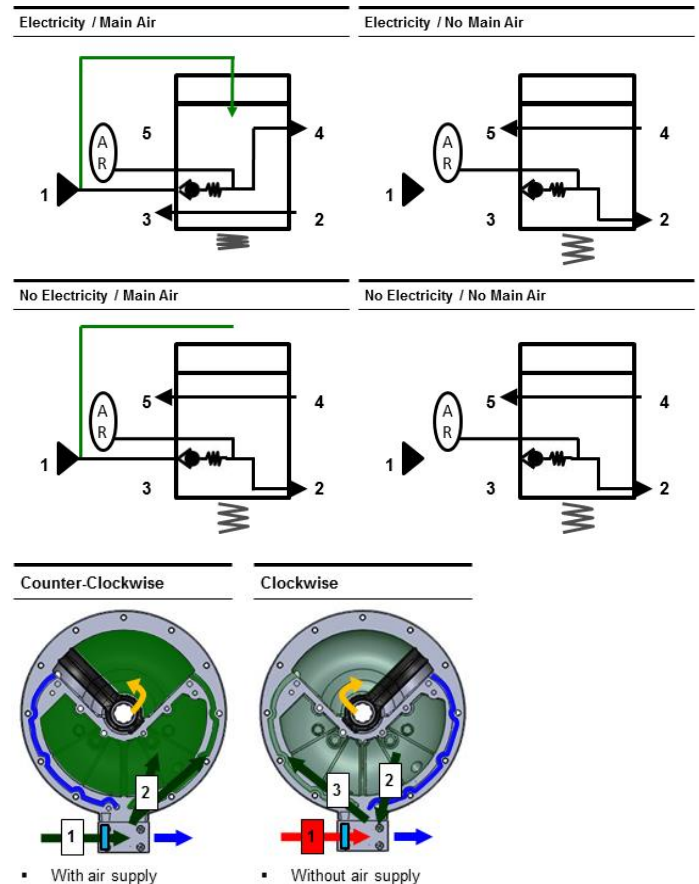 Electricity / Main Air
Electricity / No Main Air
A
R
5
4
1
3
2
A
R
5
4
1
3
2
No Electricity / Main Air
No Electricity / No Main Air
A
R
5
4
1
3
2
A
R
5
4
1
3
2
Counter-Clockwise
Clockwise
2
1
3
2
1
▪ With air supply
▪ Without air supply